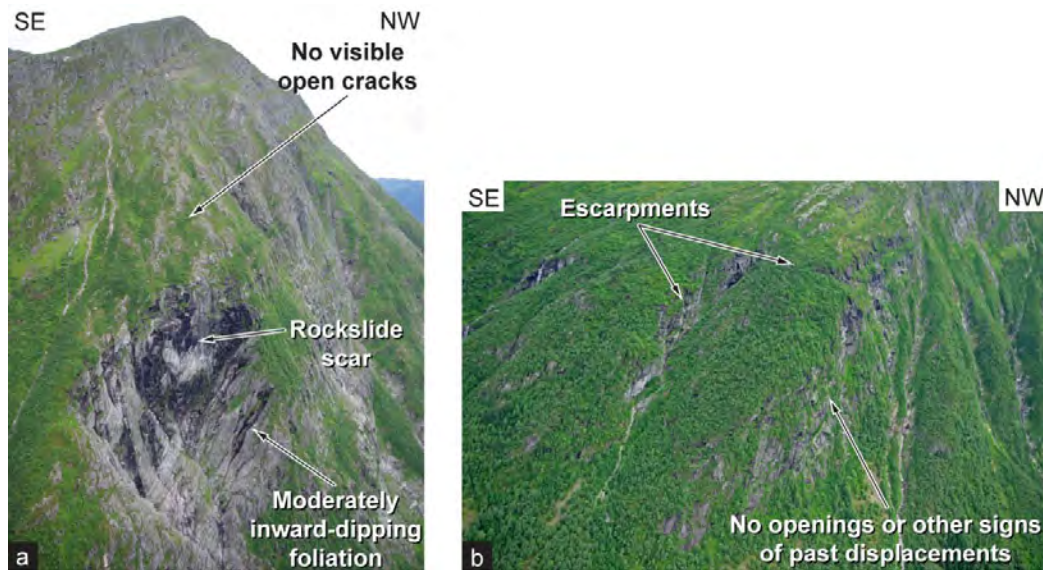 SE
NW
No visible
open cracks
Rockslide
scar
Moderately
inward-dipping
foliation
a
SE
NW
Escarpments
No openings or other signs
of past displacements
b